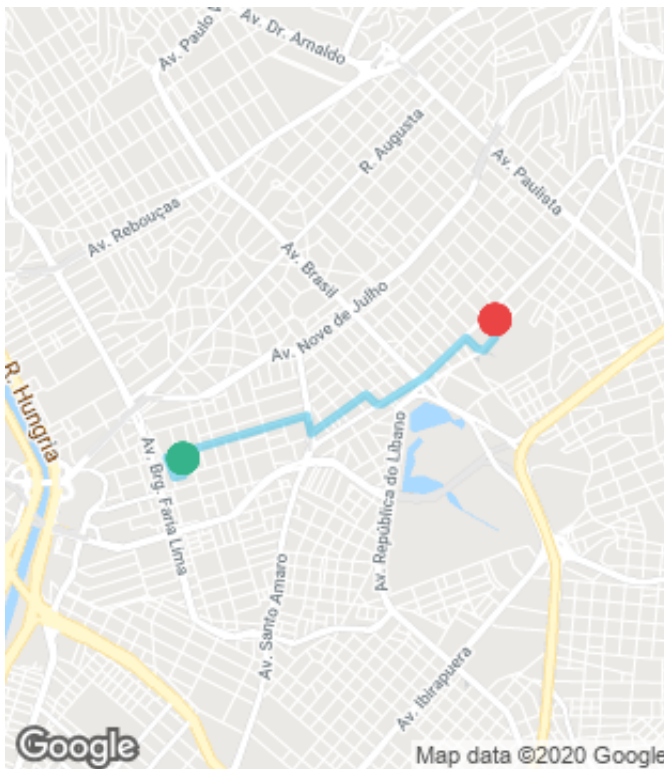 Av. Paulo
Av. Dr. Arnaldo
R. Augusta
Av. Paulista
Av. Rebouças
Av. Brasil
Av. Nove de Julho
R. Hungria
Av. Brg. Faria Lima
Av. República do Líbano
Av. Santo Amaro
Av. Ibirapuera
Google
Map data ©2020 Google